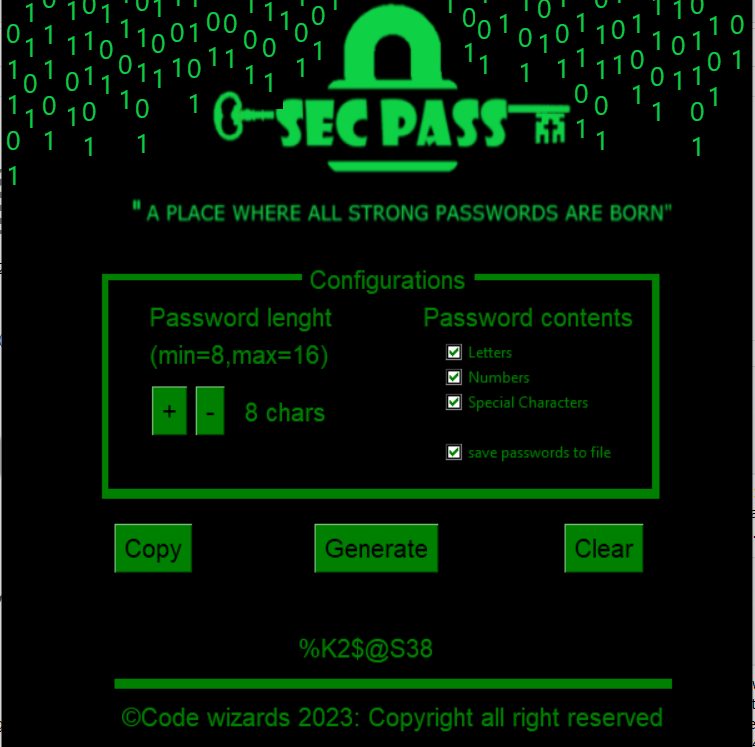 SEC PASS
" A PLACE WHERE ALL STRONG PASSWORDS ARE BORN"
Configurations
Password lenght
(min=8,max=16)
+ - 8 chars
Password contents
Letters
Numbers
Special Characters
save passwords to file
Copy Generate Clear
%K2$@S38
©Code wizards 2023: Copyright all right reserved